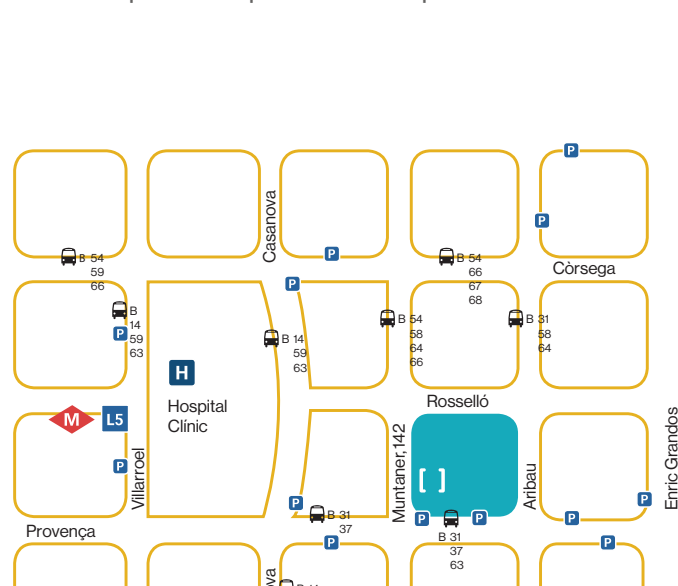 P
P
Casanova
P
B 54
59
66
B 54
66
67
68
Còrsega
P
B
14
59
63
P
B 14
59
63
B 54
58
64
66
B 31
58
64
H
Hospital
Clínic
Rosselló
M
L5
P
Villarroel
Muntaner,142
[ ]
Aribau
Enric Grandos
P
P
B 31
37
P
P
P
Provença
P
B 31
37
63
P